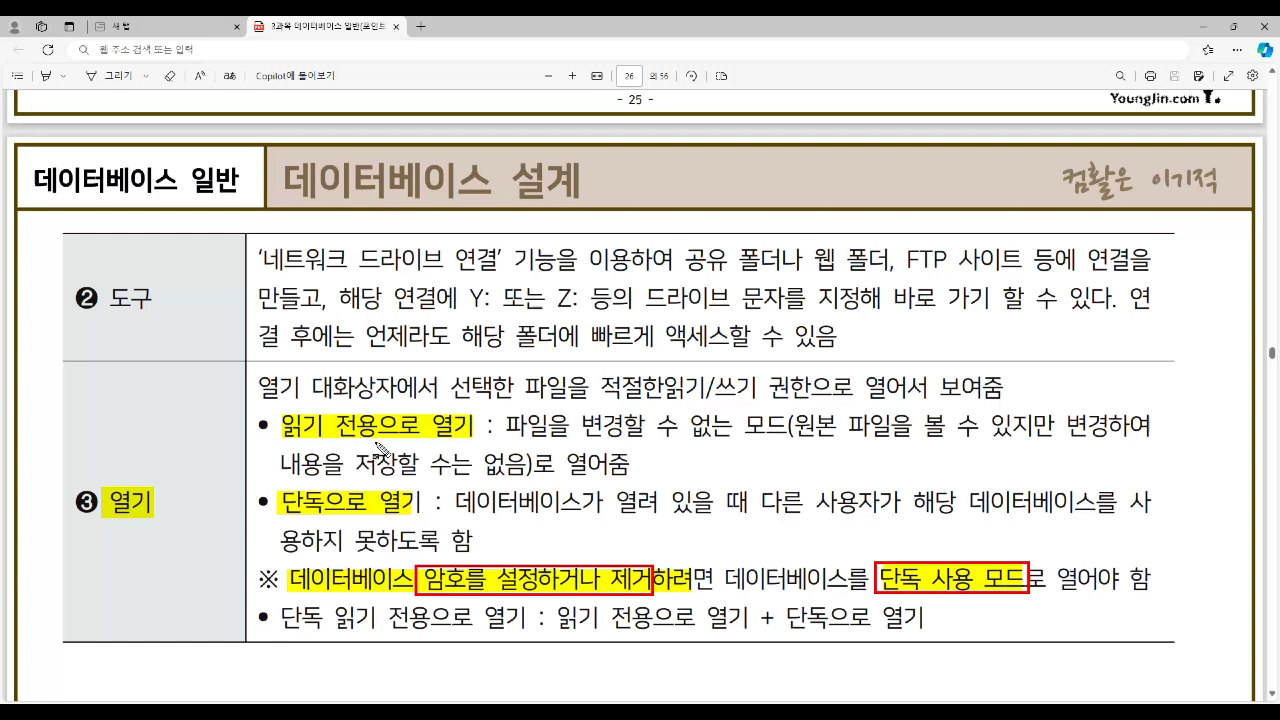 새 탭
3과목 데이터베이스 일반(포인트
웹 주소 검색 또는 입력
그리기
Copilot에 물어보기
26 의 56
- 25 -
YoungJin.com Y.
데이터베이스 일반
데이터베이스 설계
컴활은 이기적
❷ 도구
‘네트워크 드라이브 연결’ 기능을 이용하여 공유 폴더나 웹 폴더, FTP 사이트 등에 연결을
만들고, 해당 연결에 Y: 또는 Z: 등의 드라이브 문자를 지정해 바로 가기 할 수 있다. 연
결 후에는 언제라도 해당 폴더에 빠르게 액세스할 수 있음
❸ 열기
열기 대화상자에서 선택한 파일을 적절한읽기/쓰기 권한으로 열어서 보여줌
• 읽기 전용으로 열기 : 파일을 변경할 수 없는 모드(원본 파일을 볼 수 있지만 변경하여
내용을 저장할 수는 없음)로 열어줌
• 단독으로 열기 : 데이터베이스가 열려 있을 때 다른 사용자가 해당 데이터베이스를 사
용하지 못하도록 함
※ 데이터베이스 암호를 설정하거나 제거하려면 데이터베이스를 단독 사용 모드로 열어야 함
• 단독 읽기 전용으로 열기 : 읽기 전용으로 열기 + 단독으로 열기